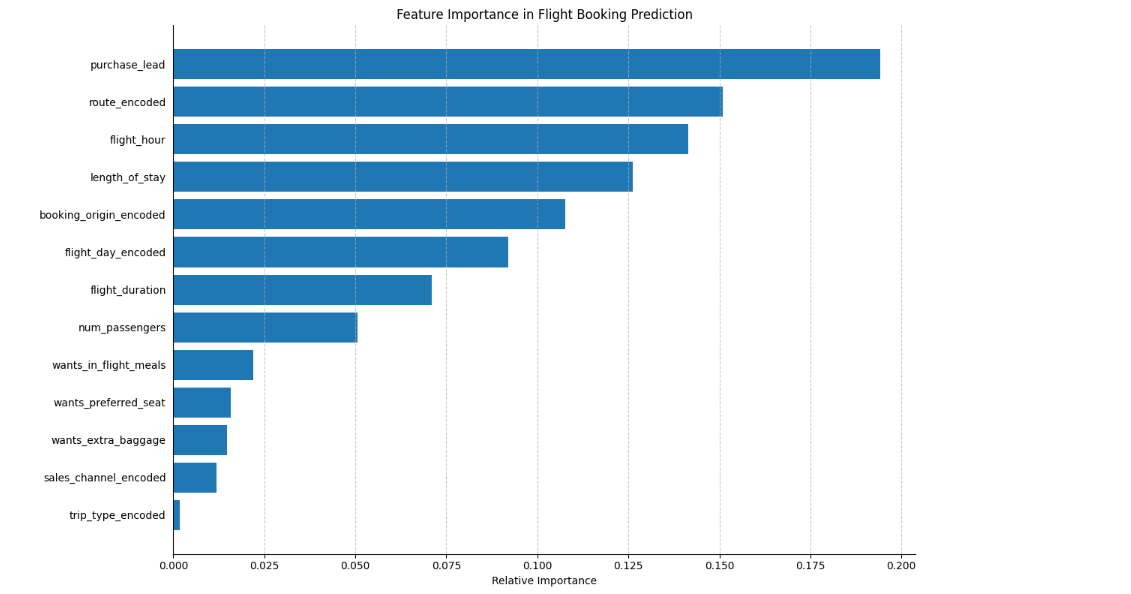 Feature Importance in Flight Booking Prediction
purchase_lead
route_encoded
flight_hour
length_of_stay
booking_origin_encoded
flight_day_encoded
flight_duration
num_passengers
wants_in_flight_meals
wants_preferred_seat
wants_extra_baggage
sales_channel_encoded
trip_type_encoded
0.000 0.025 0.050 0.075 0.100 0.125 0.150 0.175 0.200
Relative Importance